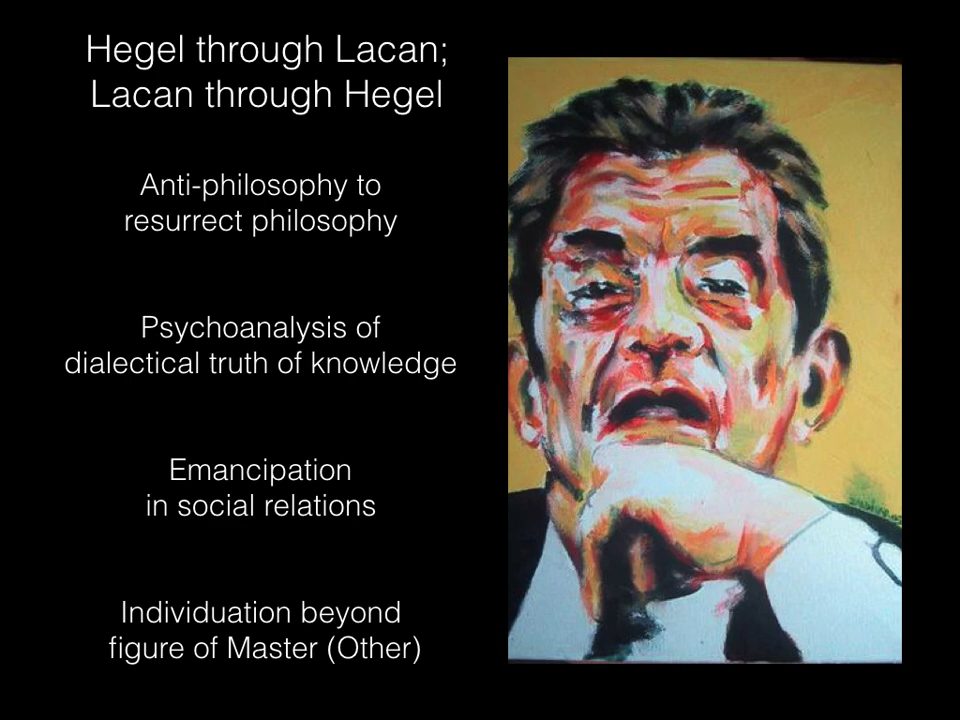 Hegel through Lacan;
Lacan through Hegel
Anti-philosophy to
resurrect philosophy
Psychoanalysis of
dialectical truth of knowledge
Emancipation
in social relations
Individuation beyond
figure of Master (Other)